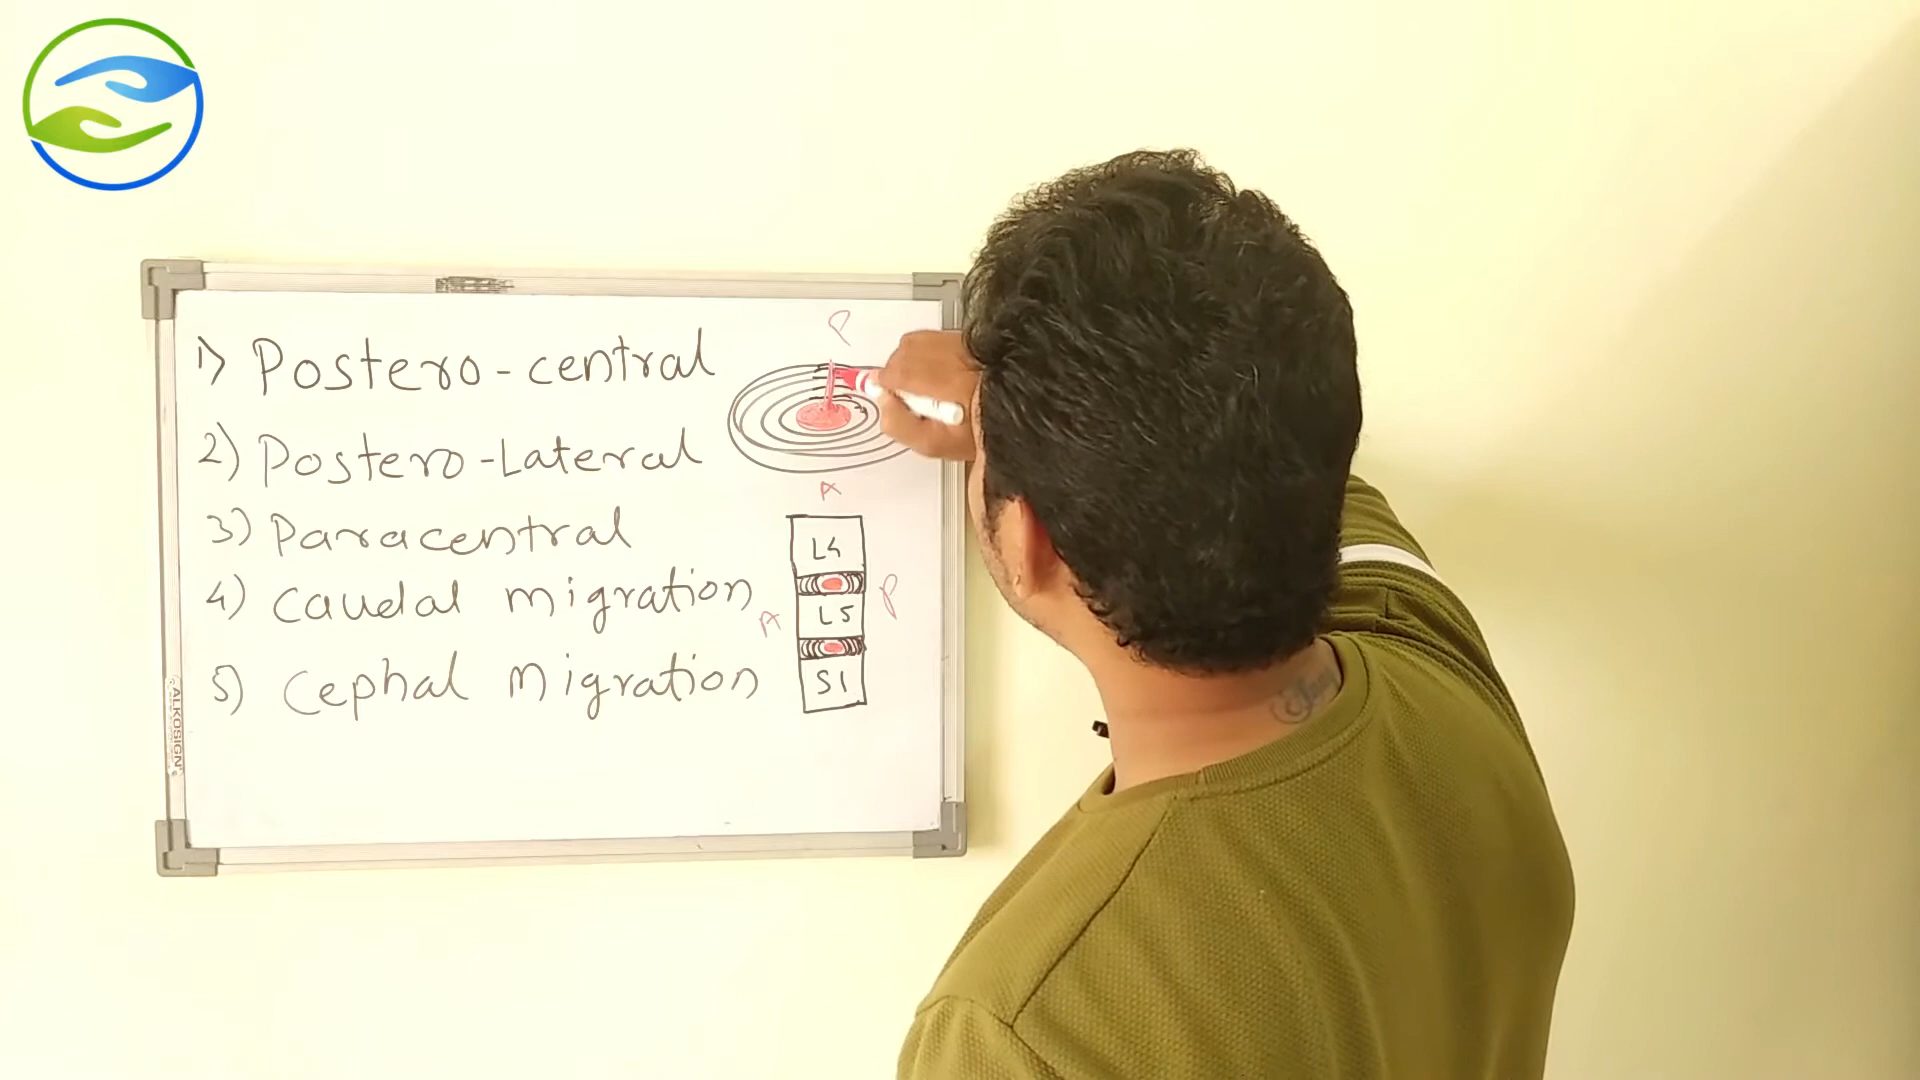 1) Postero-central
2) Postero-Lateral
3) Paracentral
4) Caudal migration
5) Cephal migration
P
A
L4
L5
S1
A
P
ALKOSIGN